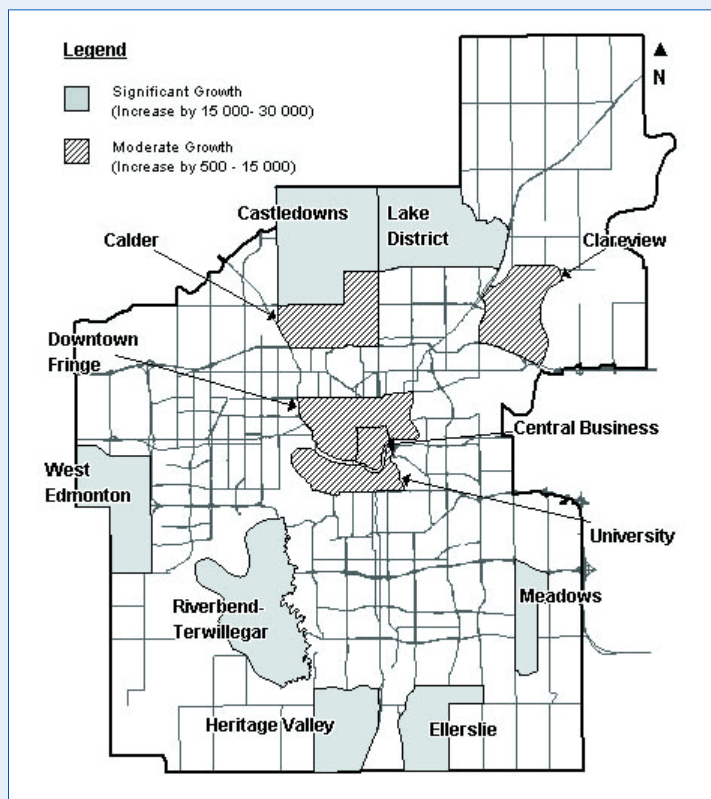 Legend
Significant Growth
(Increase by 15 000- 30 000)
Moderate Growth
(Increase by 500 - 15 000)
N
Castledowns
Lake
District
Calder
Clareview
Downtown
Fringe
Central Business
West
Edmonton
University
Meadows
Riverbend-
Terwillegar
Heritage Valley
Ellerslie